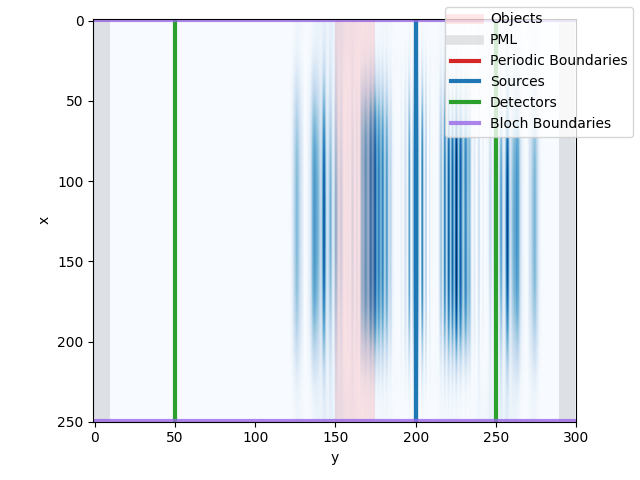 Objects
PML
Periodic Boundaries
Sources
Detectors
Bloch Boundaries
0
50
100
150
200
250
x
0
50
100
150
200
250
300
y